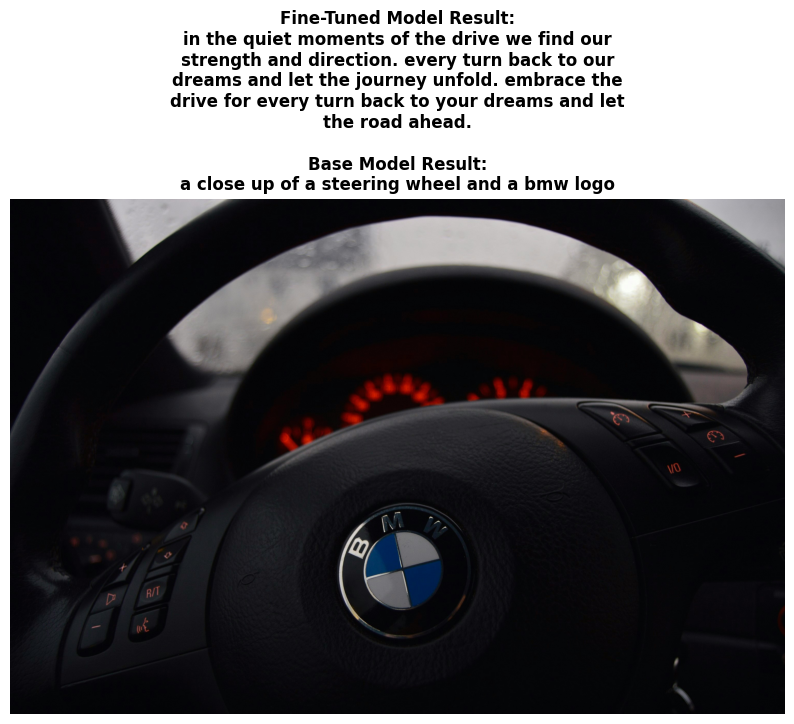 Fine-Tuned Model Result:
in the quiet moments of the drive we find our
strength and direction. every turn back to our
dreams and let the journey unfold. embrace the
drive for every turn back to your dreams and let
the road ahead.
Base Model Result:
a close up of a steering wheel and a bmw logo
I/O
BMW
R/T